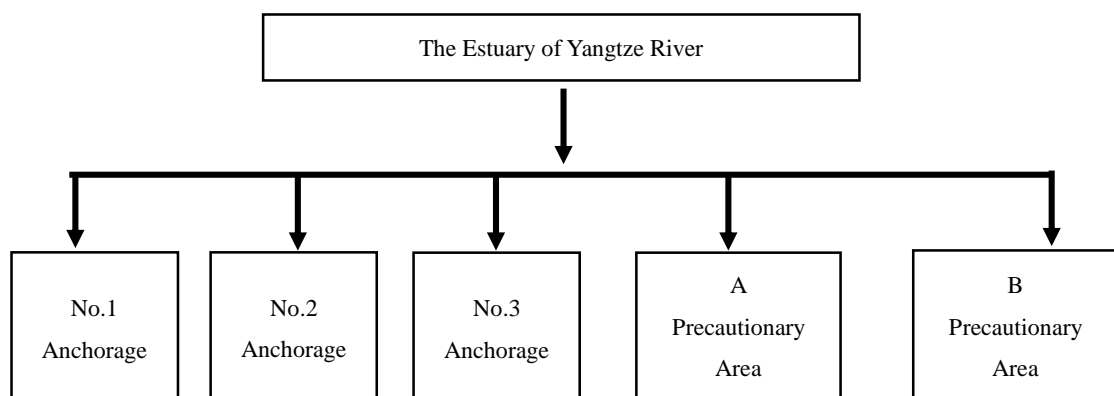 The Estuary of Yangtze River
No.1
Anchorage
No.2
Anchorage
No.3
Anchorage
A
Precautionary
Area
B
Precautionary
Area